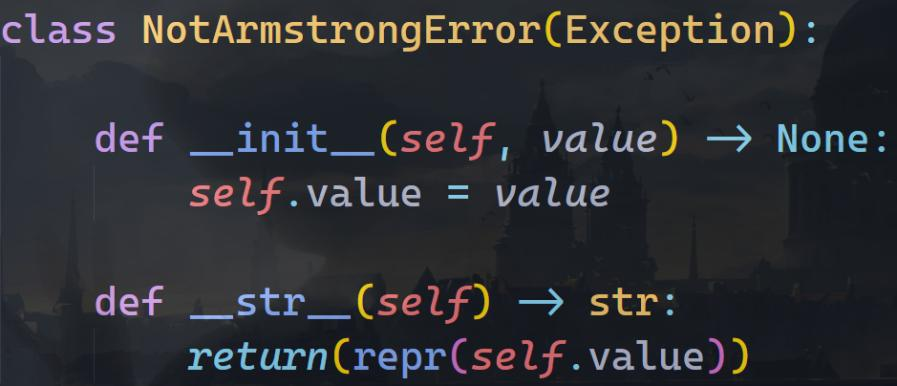 class NotArmstrongError(Exception):
def __init__(self, value) -> None:
self.value = value
def __str__(self) -> str:
return(repr(self.value))